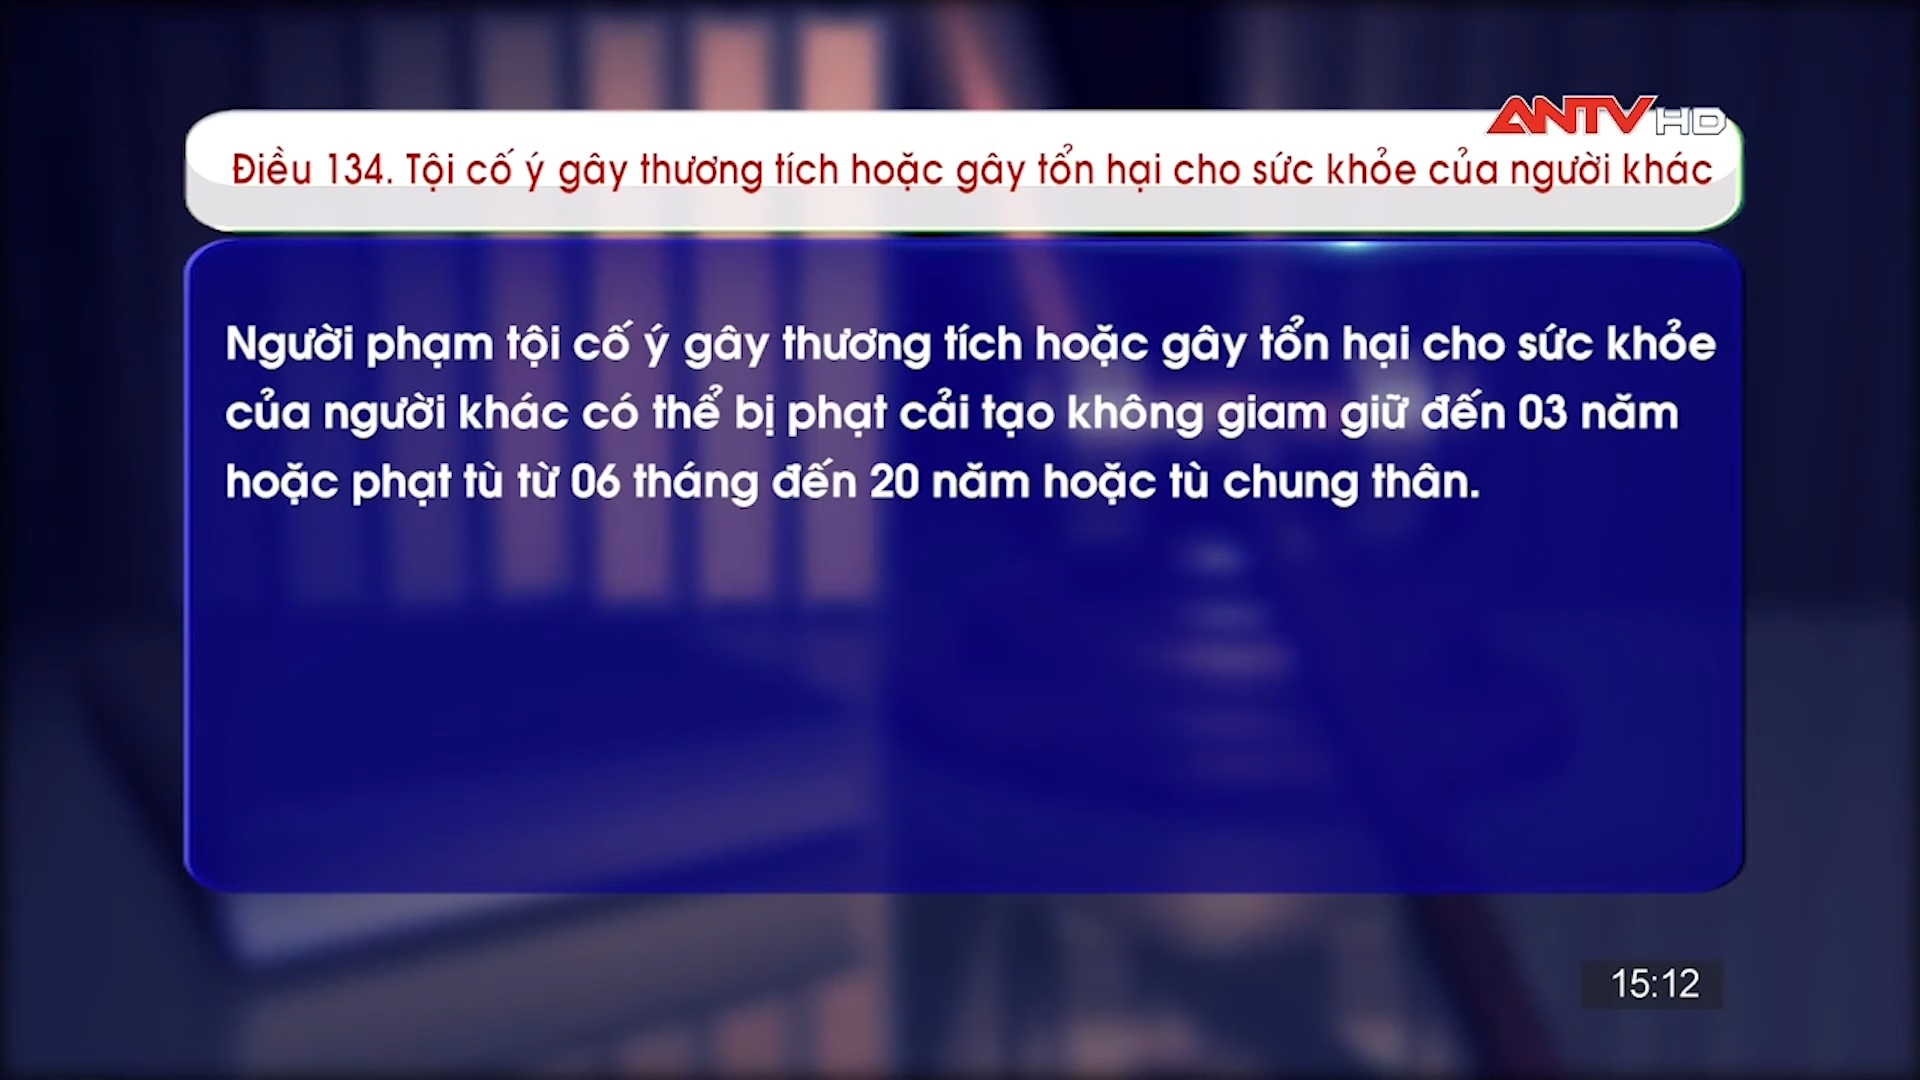 ANTV HD
Điều 134. Tội cố ý gây thương tích hoặc gây tổn hại cho sức khỏe của người khác
Người phạm tội cố ý gây thương tích hoặc gây tổn hại cho sức khỏe
của người khác có thể bị phạt cải tạo không giam giữ đến 03 năm
hoặc phạt tù từ 06 tháng đến 20 năm hoặc tù chung thân.
15:12